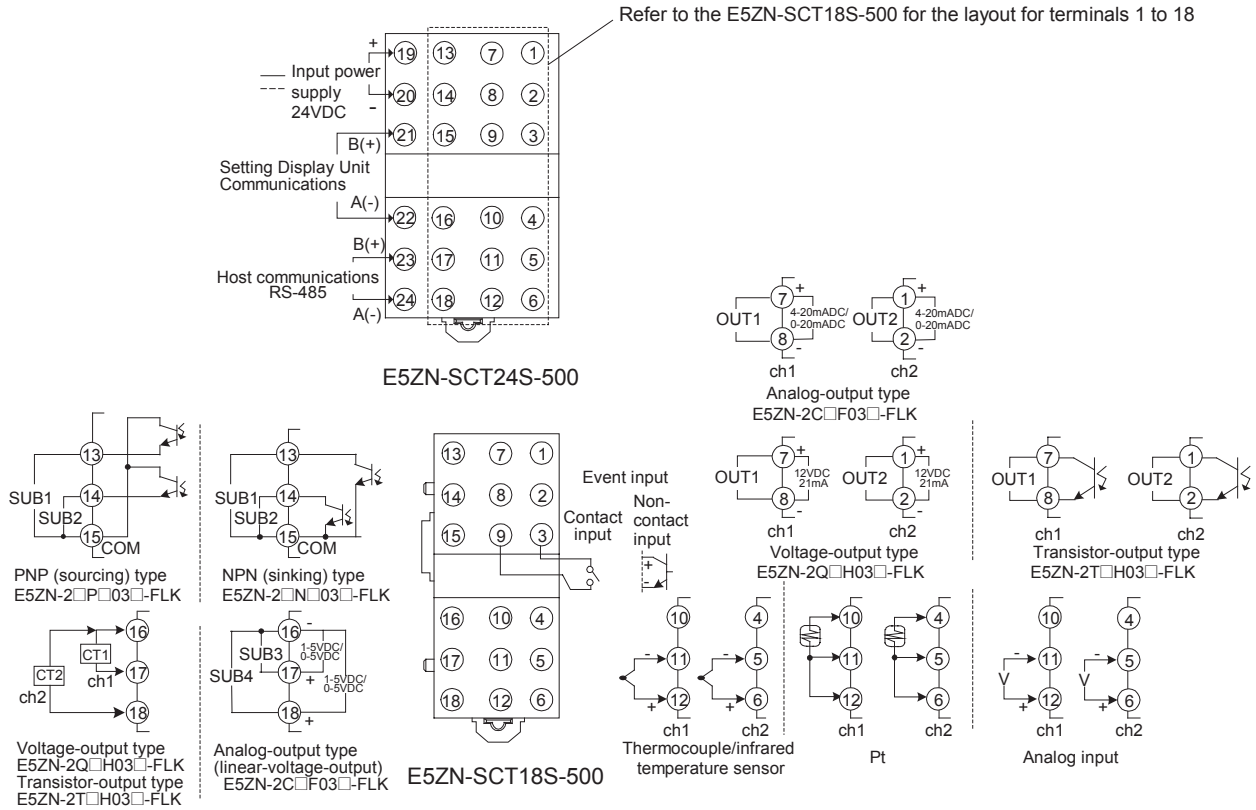 Refer to the E5ZN-SCT18S-500 for the layout for terminals 1 to 18
+
19 13 7 1
Input power
supply
24VDC
-
20 14 8 2
21 15 9 3
B(+)
Setting Display Unit
Communications
A(-)
22 16 10 4
B(+)
23 17 11 5
Host communications
RS-485
24 18 12 6
A(-)
E5ZN-SCT24S-500
7 +
OUT1
4-20mADC/
0-20mADC
8 -
ch1
1 +
OUT2
4-20mADC/
0-20mADC
2 -
ch2
Analog-output type
E5ZN-2C□F03□-FLK
13
SUB1
14
SUB2
15
COM
PNP (sourcing) type
E5ZN-2□P□03□-FLK
13
SUB1
14
SUB2
15
COM
NPN (sinking) type
E5ZN-2□N□03□-FLK
13 7 1
14 8 2
15 9 3
16 10 4
17 11 5
18 12 6
E5ZN-SCT18S-500
Event input
Contact
input
Non-
contact
input
+
-
7 +
OUT1
12VDC
21mA
8 -
ch1
1 +
OUT2
12VDC
21mA
2 -
ch2
Voltage-output type
E5ZN-2Q□H03□-FLK
7
OUT1
8
ch1
1
OUT2
2
ch2
Transistor-output type
E5ZN-2T□H03□-FLK
16
CT1
CT2
17
ch1
ch2
18
Voltage-output type
E5ZN-2Q□H03□-FLK
Transistor-output type
E5ZN-2T□H03□-FLK
16 -
SUB3
1-5VDC/
0-5VDC
SUB4
17 +
1-5VDC/
0-5VDC
18 +
Analog-output type
(linear-voltage-output)
E5ZN-2C□F03□-FLK
10 4
- 11 - 5
+ 12 + 6
ch1 ch2
Thermocouple/infrared
temperature sensor
10 4
11 5
12 6
ch1 ch2
Pt
10 4
- 11 - 5
V V
+ 12 + 6
ch1 ch2
Analog input